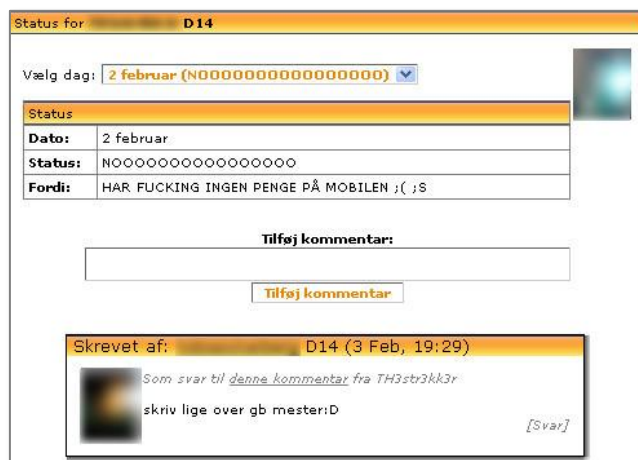 Status for D14
Vælg dag: 2 februar (NOOOOOOOOOOOOOOOO)
Status
Dato: 2 februar
Status: NOOOOOOOOOOOOOOOO
Fordi: HAR FUCKING INGEN PENGE PÅ MOBILEN ;( ;S
Tilføj kommentar:
Tilføj kommentar
Skrevet af: D14 (3 Feb, 19:29)
Som svar til denne kommentar fra TH3str3kk3r
skriv lige over gb mester:D
[Svar]